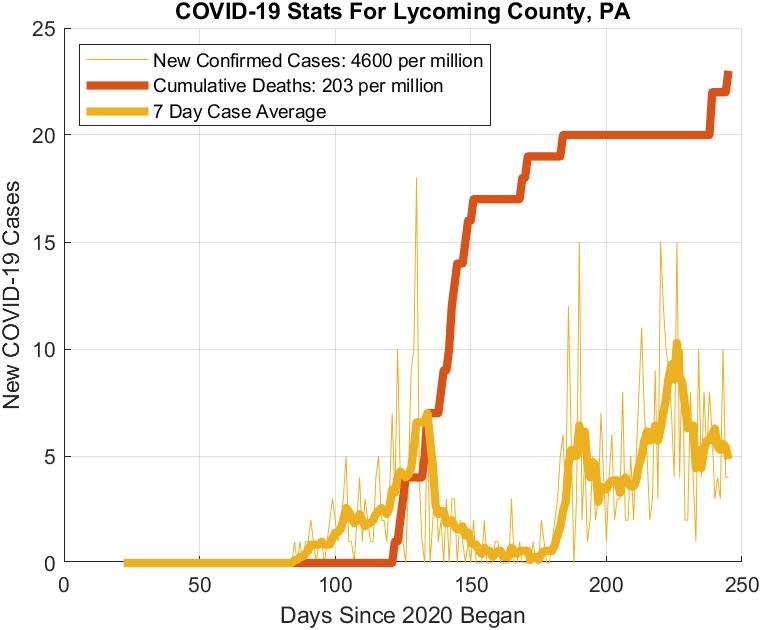 COVID-19 Stats For Lycoming County, PA
New Confirmed Cases: 4600 per million
Cumulative Deaths: 203 per million
7 Day Case Average
New COVID-19 Cases
25
20
15
10
5
0
0 50 100 150 200 250
Days Since 2020 Began